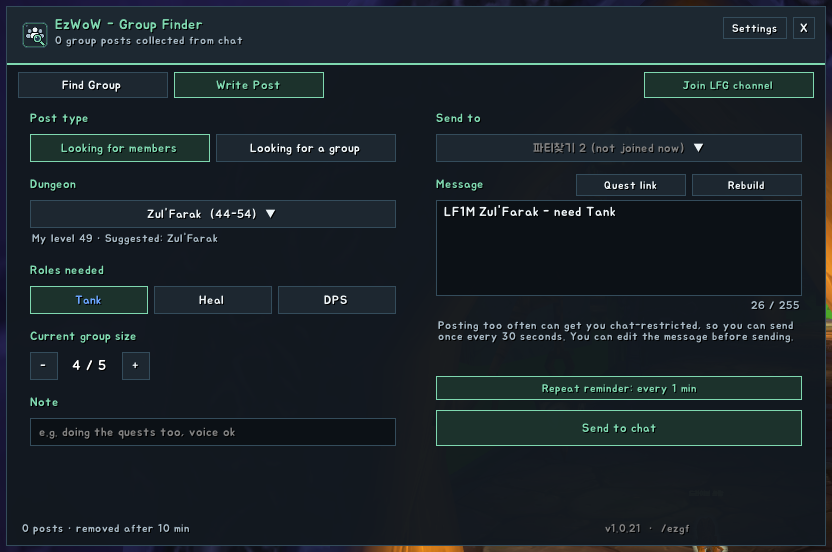 EzWoW - Group Finder
0 group posts collected from chat
Settings
X
Find Group
Write Post
Join LFG channel
Post type
Looking for members
Looking for a group
Dungeon
Zul'Farak (44-54) ▼
My level 49 · Suggested: Zul'Farak
Roles needed
Tank
Heal
DPS
Current group size
-
4 / 5
+
Note
e.g. doing the quests too, voice ok
Send to
파티찾기 2 (not joined now) ▼
Message
Quest link
Rebuild
LF1M Zul'Farak - need Tank
26 / 255
Posting too often can get you chat-restricted, so you can send
once every 30 seconds. You can edit the message before sending.
Repeat reminder: every 1 min
Send to chat
0 posts · removed after 10 min
v1.0.21 · /ezgf